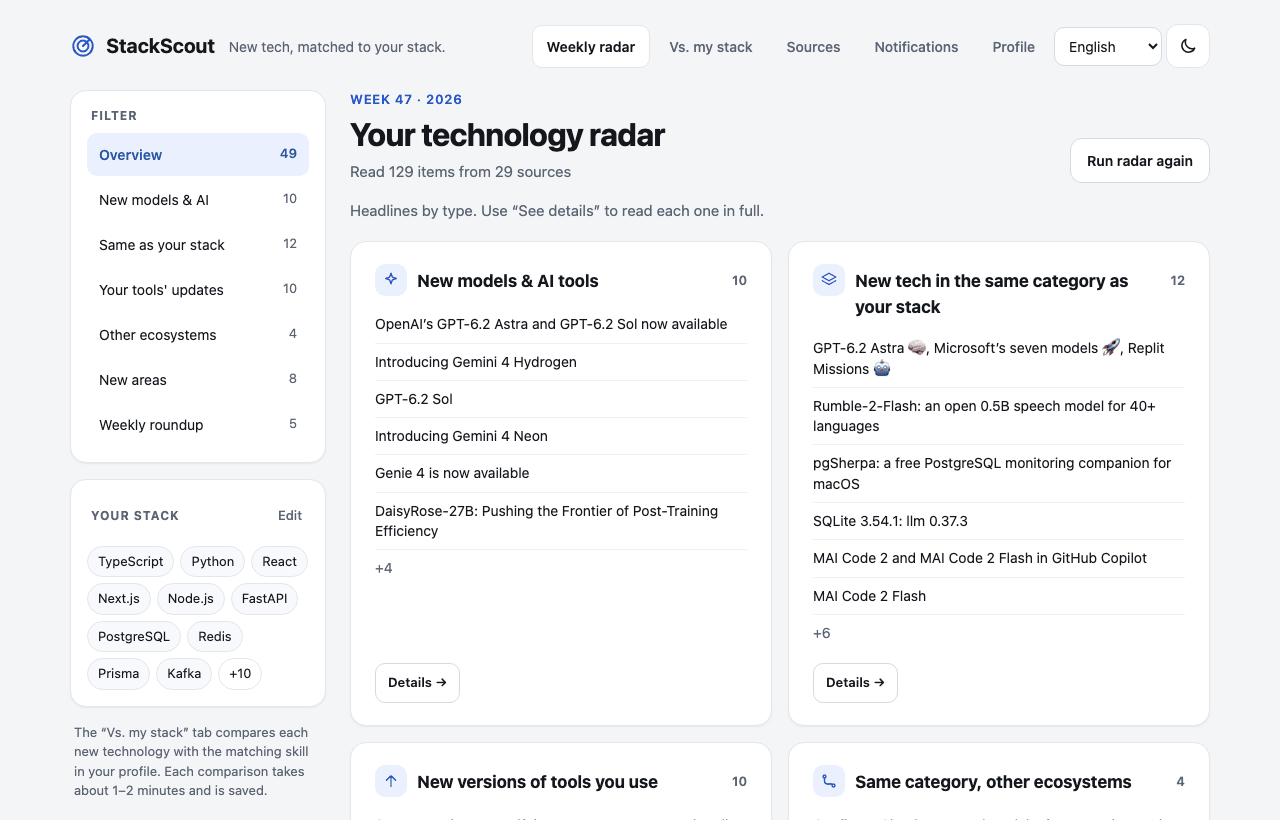 StackScout
New tech, matched to your stack.
Weekly radar
Vs. my stack
Sources
Notifications
Profile
English
FILTER
Overview 49
New models & AI 10
Same as your stack 12
Your tools' updates 10
Other ecosystems 4
New areas 8
Weekly roundup 5
YOUR STACK Edit
TypeScript Python React
Next.js Node.js FastAPI
PostgreSQL Redis
Prisma Kafka +10
The “Vs. my stack” tab compares each
new technology with the matching skill
in your profile. Each comparison takes
about 1–2 minutes and is saved.
WEEK 47 · 2026
Your technology radar
Read 129 items from 29 sources
Run radar again
Headlines by type. Use “See details” to read each one in full.
New models & AI tools 10
OpenAI’s GPT-6.2 Astra and GPT-6.2 Sol now available
Introducing Gemini 4 Hydrogen
GPT-6.2 Sol
Introducing Gemini 4 Neon
Genie 4 is now available
DaisyRose-27B: Pushing the Frontier of Post-Training
Efficiency
+4
Details →
New tech in the same category as 12
your stack
GPT-6.2 Astra 🧠, Microsoft’s seven models 🚀, Replit
Missions 🤖
Rumble-2-Flash: an open 0.5B speech model for 40+
languages
pgSherpa: a free PostgreSQL monitoring companion for
macOS
SQLite 3.54.1: llm 0.37.3
MAI Code 2 and MAI Code 2 Flash in GitHub Copilot
MAI Code 2 Flash
+6
Details →
New versions of tools you use 10
Same category, other ecosystems 4